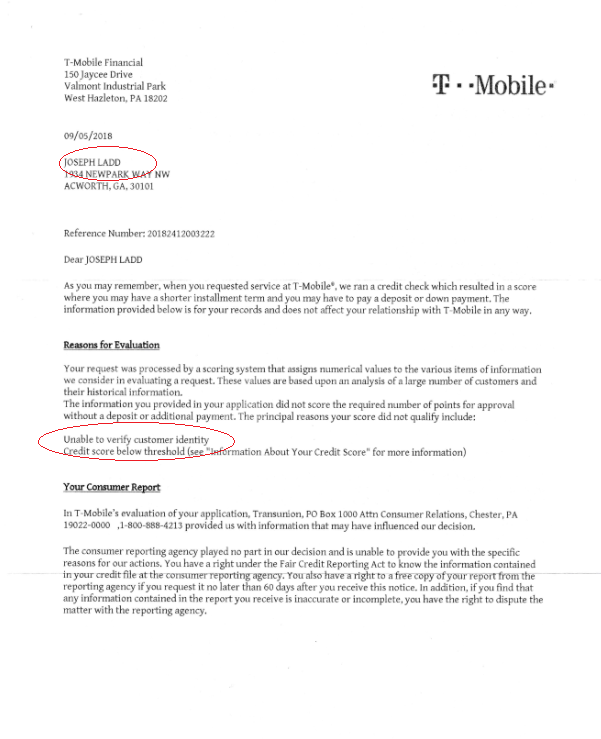 T-Mobile Financial
150 Jaycee Drive
Valmont Industrial Park
West Hazleton, PA 18202
T··Mobile·
09/05/2018
JOSEPH LADD
1934 NEWPARK WAY NW
ACWORTH, GA, 30101
Reference Number: 20182412003222
Dear JOSEPH LADD
As you may remember, when you requested service at T-Mobile®, we ran a credit check which resulted in a score
where you may have a shorter installment term and you may have to pay a deposit or down payment. The
information provided below is for your records and does not affect your relationship with T-Mobile in any way.
Reasons for Evaluation
Your request was processed by a scoring system that assigns numerical values to the various items of information
we consider in evaluating a request. These values are based upon an analysis of a large number of customers and
their historical information.
The information you provided in your application did not score the required number of points for approval
without a deposit or additional payment. The principal reasons your score did not qualify include:
Unable to verify customer identity
Credit score below threshold (see "Information About Your Credit Score" for more information)
Your Consumer Report
In T-Mobile's evaluation of your application, Transunion, PO Box 1000 Attn Consumer Relations, Chester, PA
19022-0000 ,1-800-888-4213 provided us with information that may have influenced our decision.
The consumer reporting agency played no part in our decision and is unable to provide you with the specific
reasons for our actions. You have a right under the Fair Credit Reporting Act to know the information contained
in your credit file at the consumer reporting agency. You also have a right to a free copy of your report from the
reporting agency if you request it no later than 60 days after you receive this notice. In addition, if you find that
any information contained in the report you receive is inaccurate or incomplete, you have the right to dispute the
matter with the reporting agency.